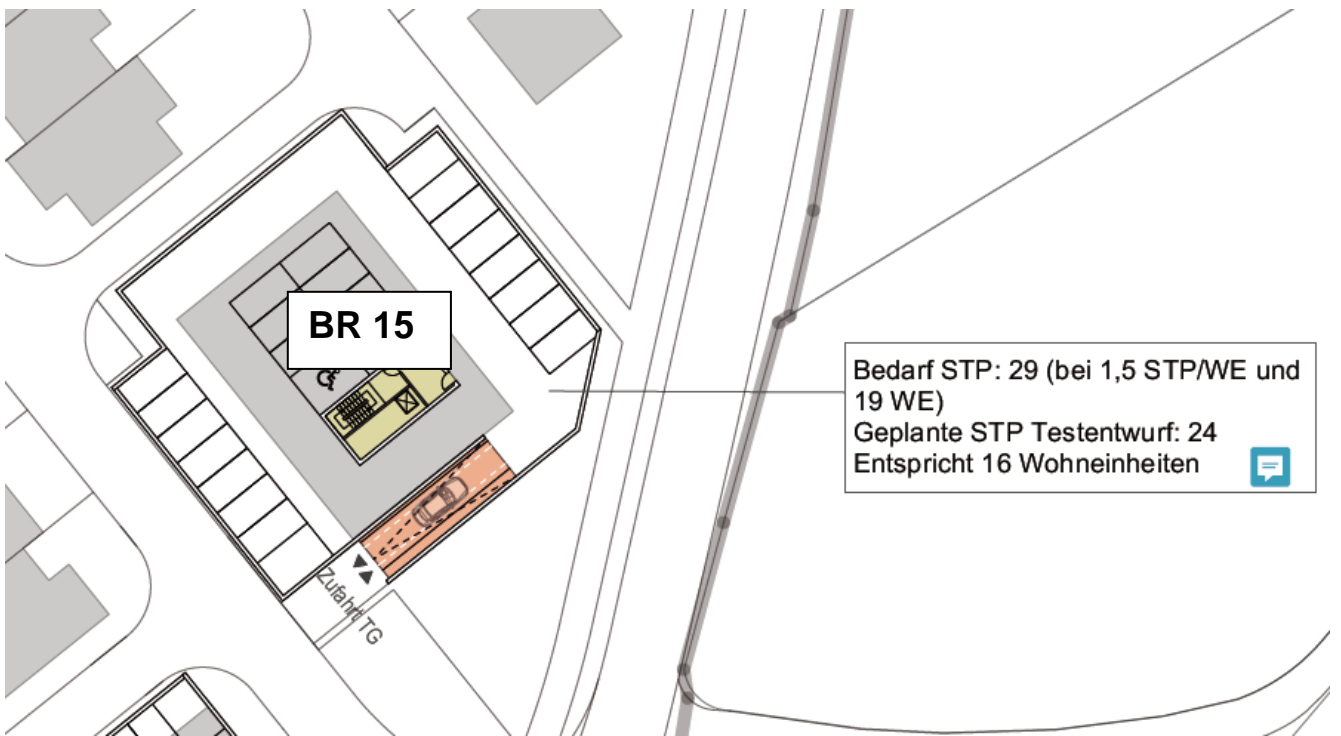 BR 15
Bedarf STP: 29 (bei 1,5 STP/WE und
19 WE)
Geplante STP Testentwurf: 24
Entspricht 16 Wohneinheiten
Zufahrt TG